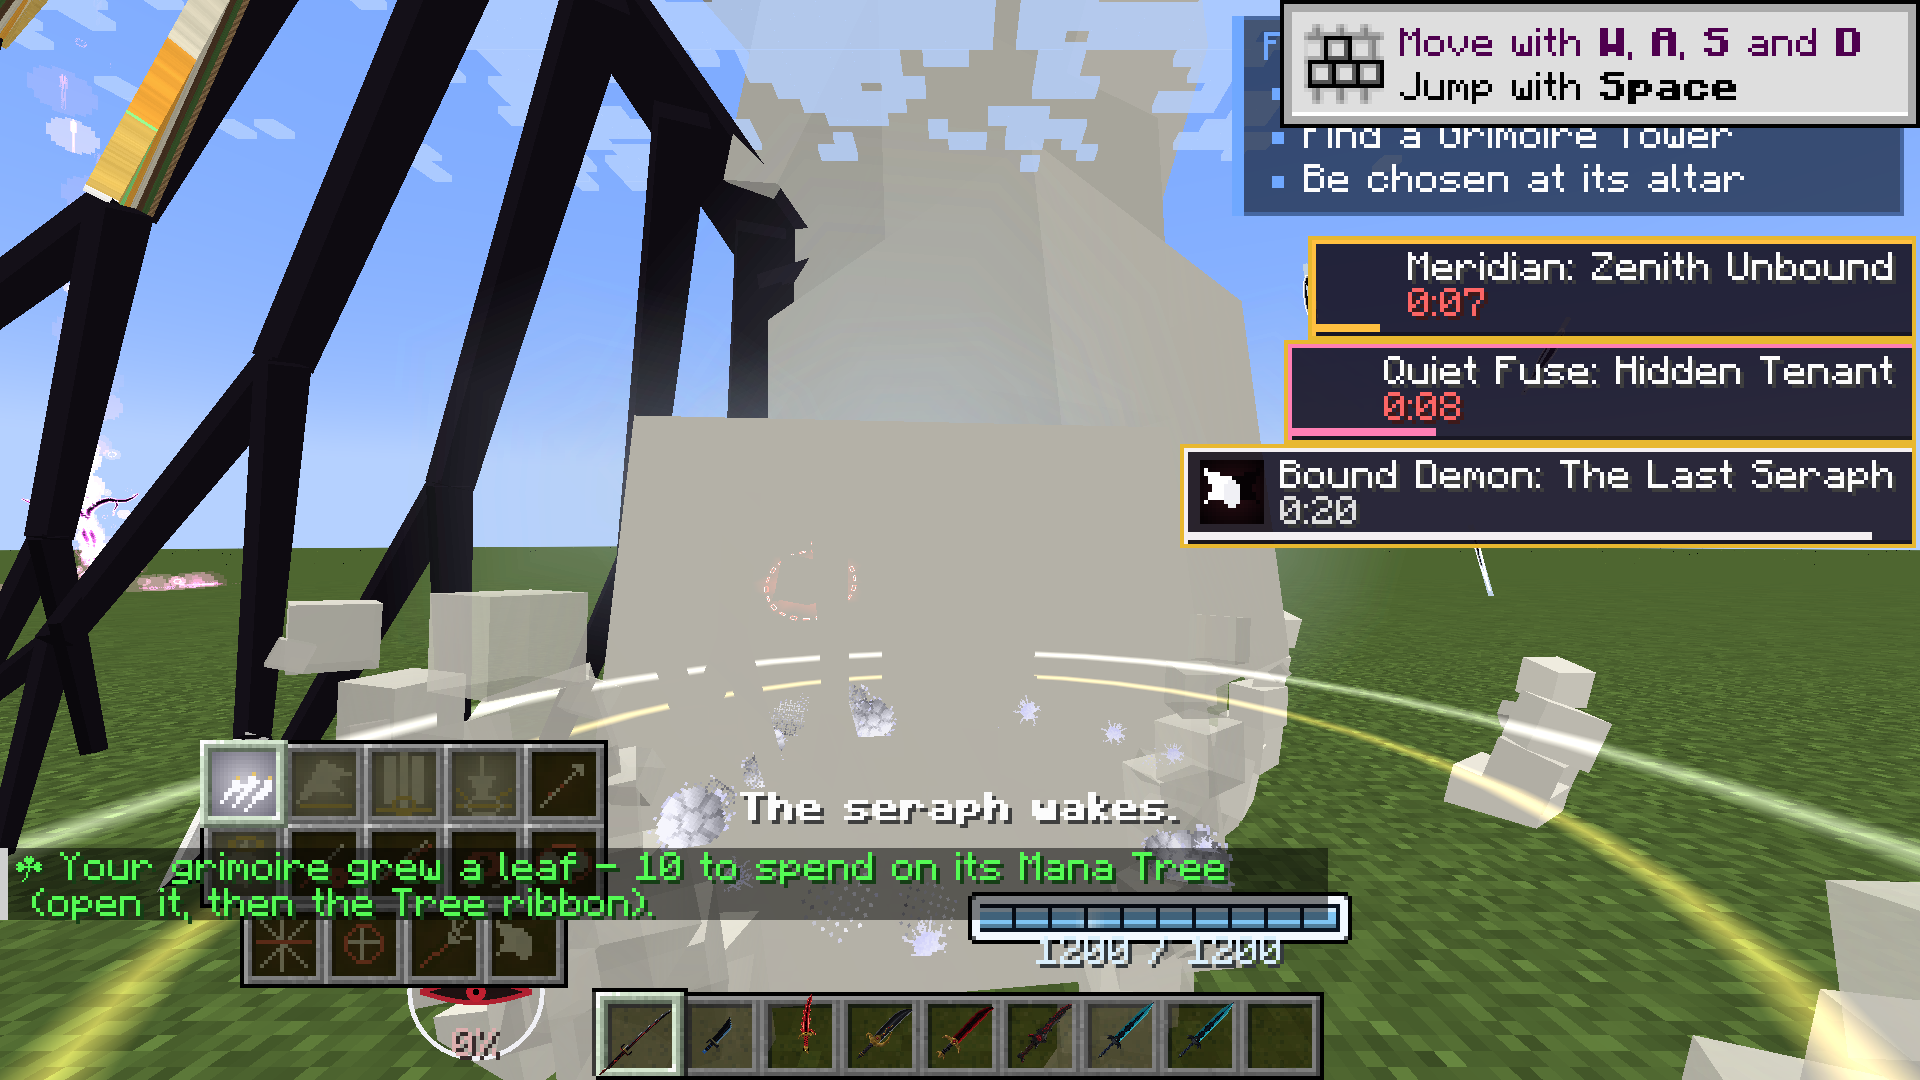 Move with W, A, S and D
Jump with Space
Find a Grimoire Tower
Be chosen at its altar
Meridian: Zenith Unbound
0:07
Quiet Fuse: Hidden Tenant
0:08
Bound Demon: The Last Seraph
0:20
The seraph wakes.
☘ Your grimoire grew a leaf — 10 to spend on its Mana Tree
(open it, then the Tree ribbon).
1200 / 1200
0%